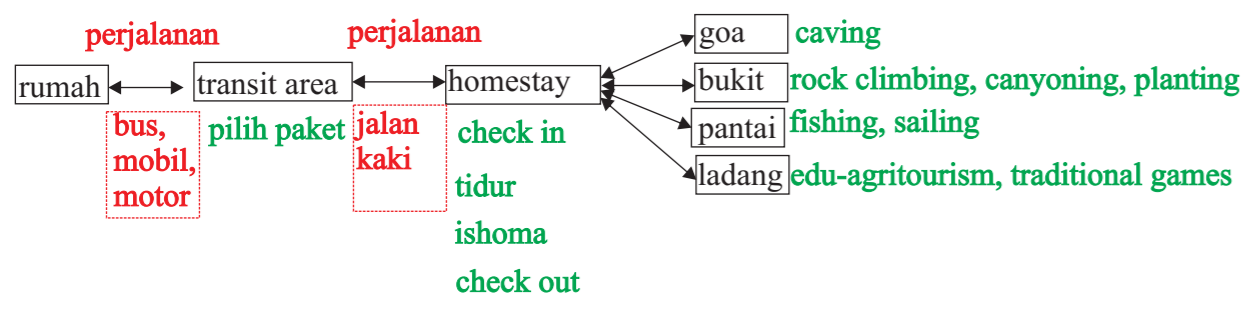 perjalanan
perjalanan
rumah
transit area
homestay
bus,
mobil,
motor
pilih paket
jalan
kaki
check in
tidur
ishoma
check out
goa
caving
bukit
rock climbing, canyoning, planting
pantai
fishing, sailing
ladang
edu-agritourism, traditional games